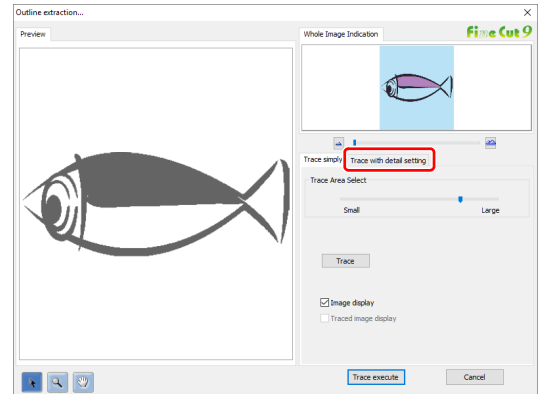 Outline extraction...
Preview
Whole Image Indication
Fine Cut 9
Trace simply
Trace with detail setting
Trace Area Select
Small
Large
Trace
Image display
Traced image display
Trace execute
Cancel